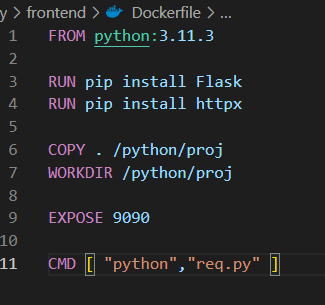 y > frontend > Dockerfile > ...
1 FROM python:3.11.3
2
3 RUN pip install Flask
4 RUN pip install httpx
5
6 COPY . /python/proj
7 WORKDIR /python/proj
8
9 EXPOSE 9090
10
11 CMD [ "python","req.py" ]